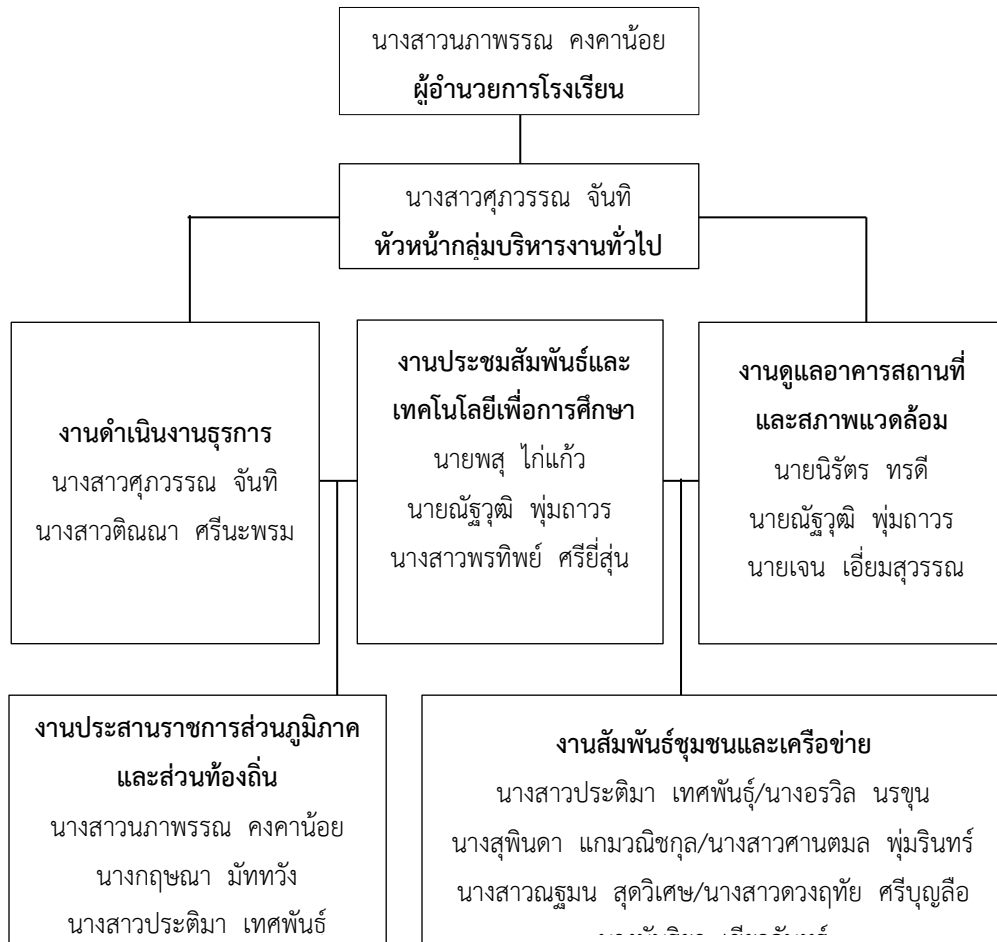 นางสาวนภาพรรณ คงคาน้อย
ผู้อำนวยการโรงเรียน
นางสาวศุภวรรณ จันทิ
หัวหน้ากลุ่มบริหารงานทั่วไป
งานดำเนินงานธุรการ
นางสาวศุภวรรณ จันทิ
นางสาวติณณา ศรีนะพรม
งานประชมสัมพันธ์และ
เทคโนโลยีเพื่อการศึกษา
นายพสุ ไก่แก้ว
นายณัฐวุฒิ พุ่มถาวร
นางสาวพรทิพย์ ศรียี่สุ่น
งานดูแลอาคารสถานที่
และสภาพแวดล้อม
นายนิรัตร ทรดี
นายณัฐวุฒิ พุ่มถาวร
นายเจน เอี่ยมสุวรรณ
งานประสานราชการส่วนภูมิภาค
และส่วนท้องถิ่น
นางสาวนภาพรรณ คงคาน้อย
นางกฤษณา มัททวัง
นางสาวประติมา เทศพันธ์
งานสัมพันธ์ชุมชนและเครือข่าย
นางสาวประติมา เทศพันธุ์/นางอรวิล นรขุน
นางสุพินดา แกมวณิชกุล/นางสาวศานตมล พุ่มรินทร์
นางสาวณฐมน สุดวิเศษ/นางสาวดวงฤทัย ศรีบุญลือ